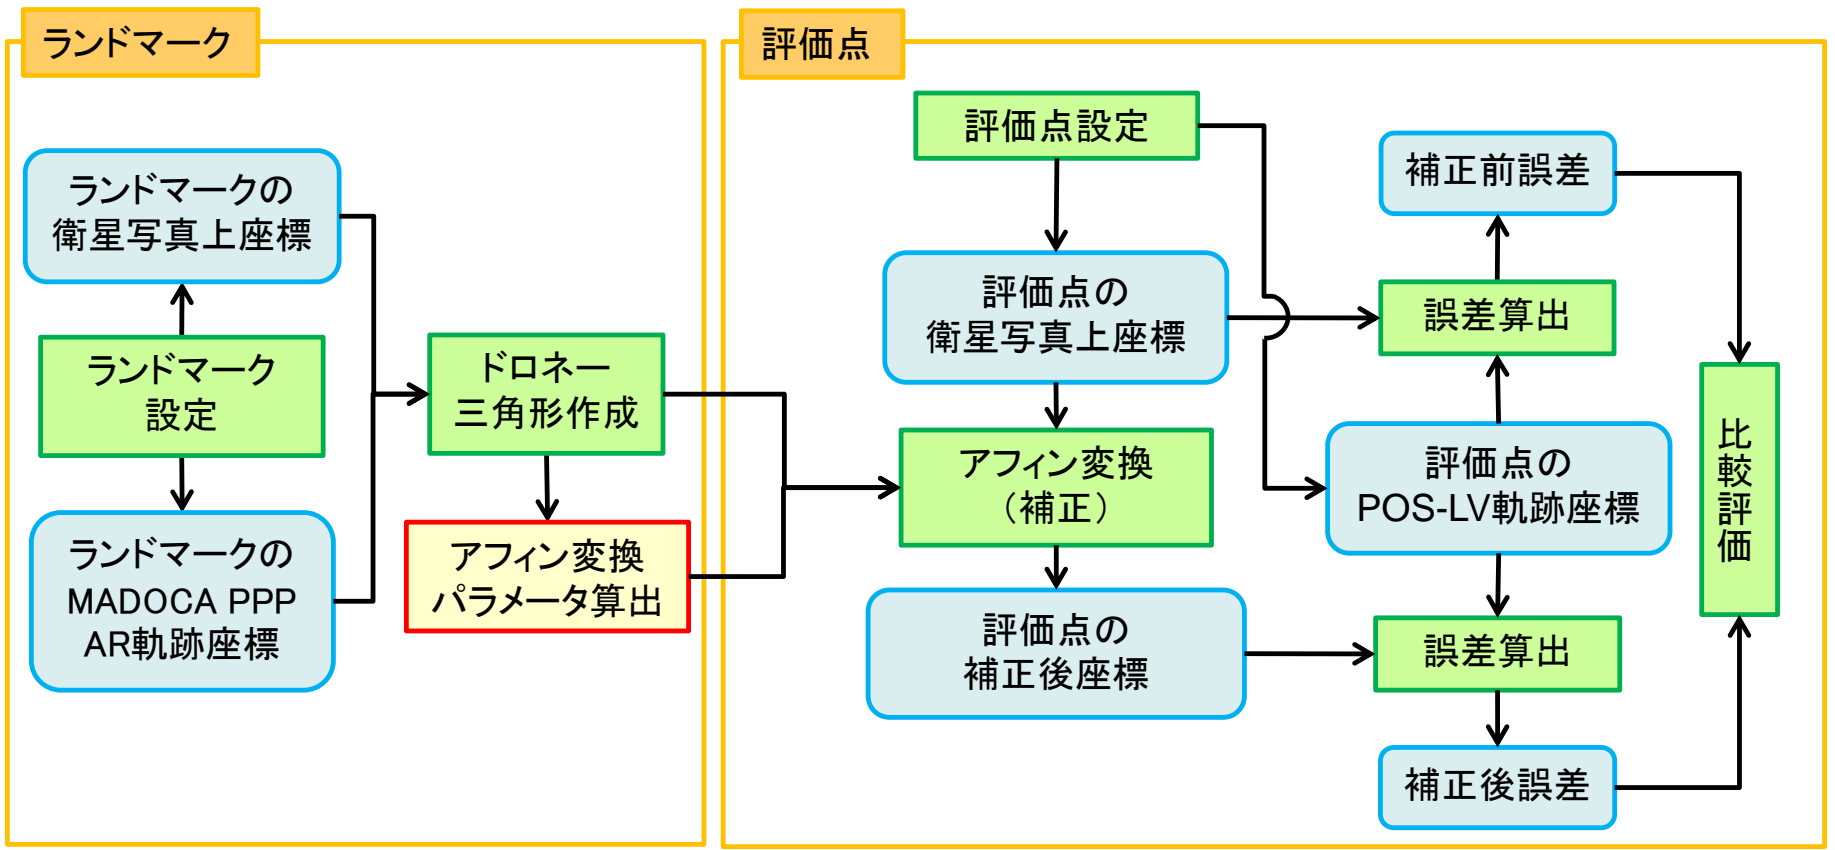 ランドマーク
ランドマークの
衛星写真上座標
ランドマーク
設定
ランドマークの
MADOCA PPP
AR軌跡座標
ドロネー
三角形作成
アフィン変換
パラメータ算出
評価点
評価点設定
評価点の
衛星写真上座標
アフィン変換
（補正）
評価点の
補正後座標
補正前誤差
誤差算出
評価点の
POS-LV軌跡座標
誤差算出
補正後誤差
比較評価